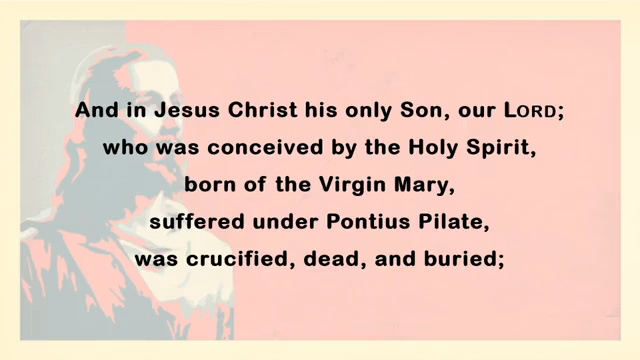 And in Jesus Christ his only Son, our LORD;
who was conceived by the Holy Spirit,
born of the Virgin Mary,
suffered under Pontius Pilate,
was crucified, dead, and buried;